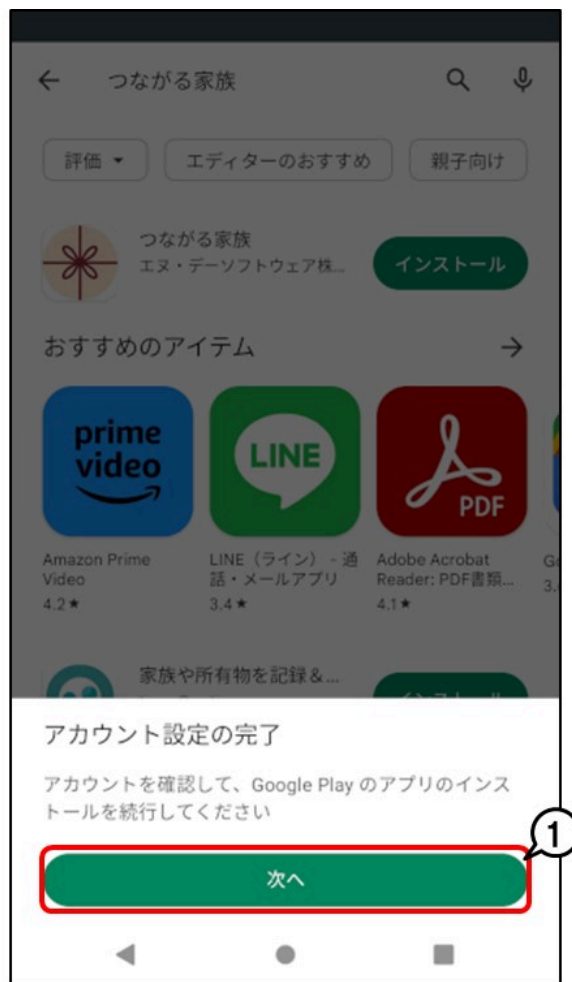 つながる家族
評価
エディターのおすすめ
親子向け
つながる家族
エヌ・デーソフトウェア株...
インストール
おすすめのアイテム
prime
video
LINE
PDF
Amazon Prime
Video
4.2★
LINE（ライン） - 通
話・メールアプリ
3.4★
Adobe Acrobat
Reader: PDF書類...
4.1★
家族や所有物を記録＆...
インストール
アカウント設定の完了
アカウントを確認して、Google Play のアプリのインス
トールを続行してください
1
次へ